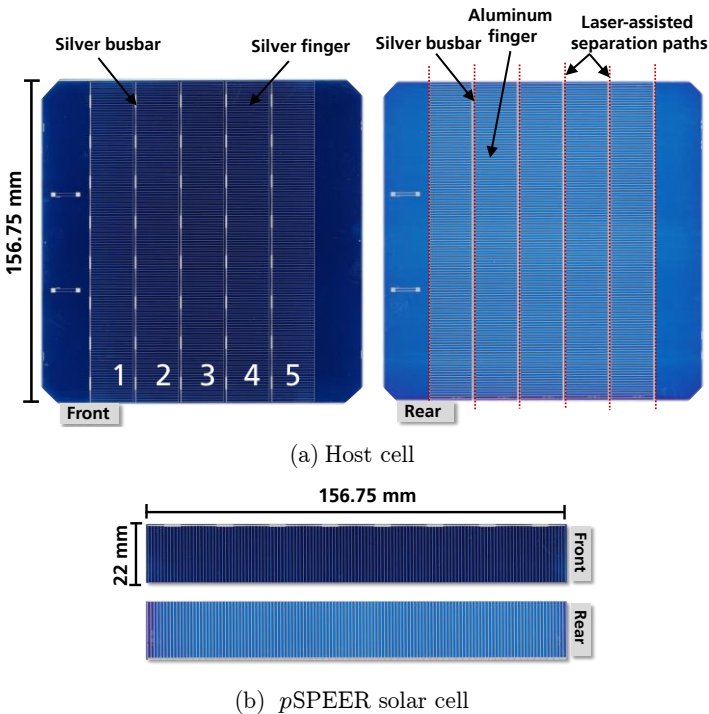 Silver busbar
Silver finger
156.75 mm
1 2 3 4 5
Front
Silver busbar
Aluminum
finger
Laser-assisted
separation paths
Rear
(a) Host cell
156.75 mm
22 mm
Front
Rear
(b) pSPEER solar cell